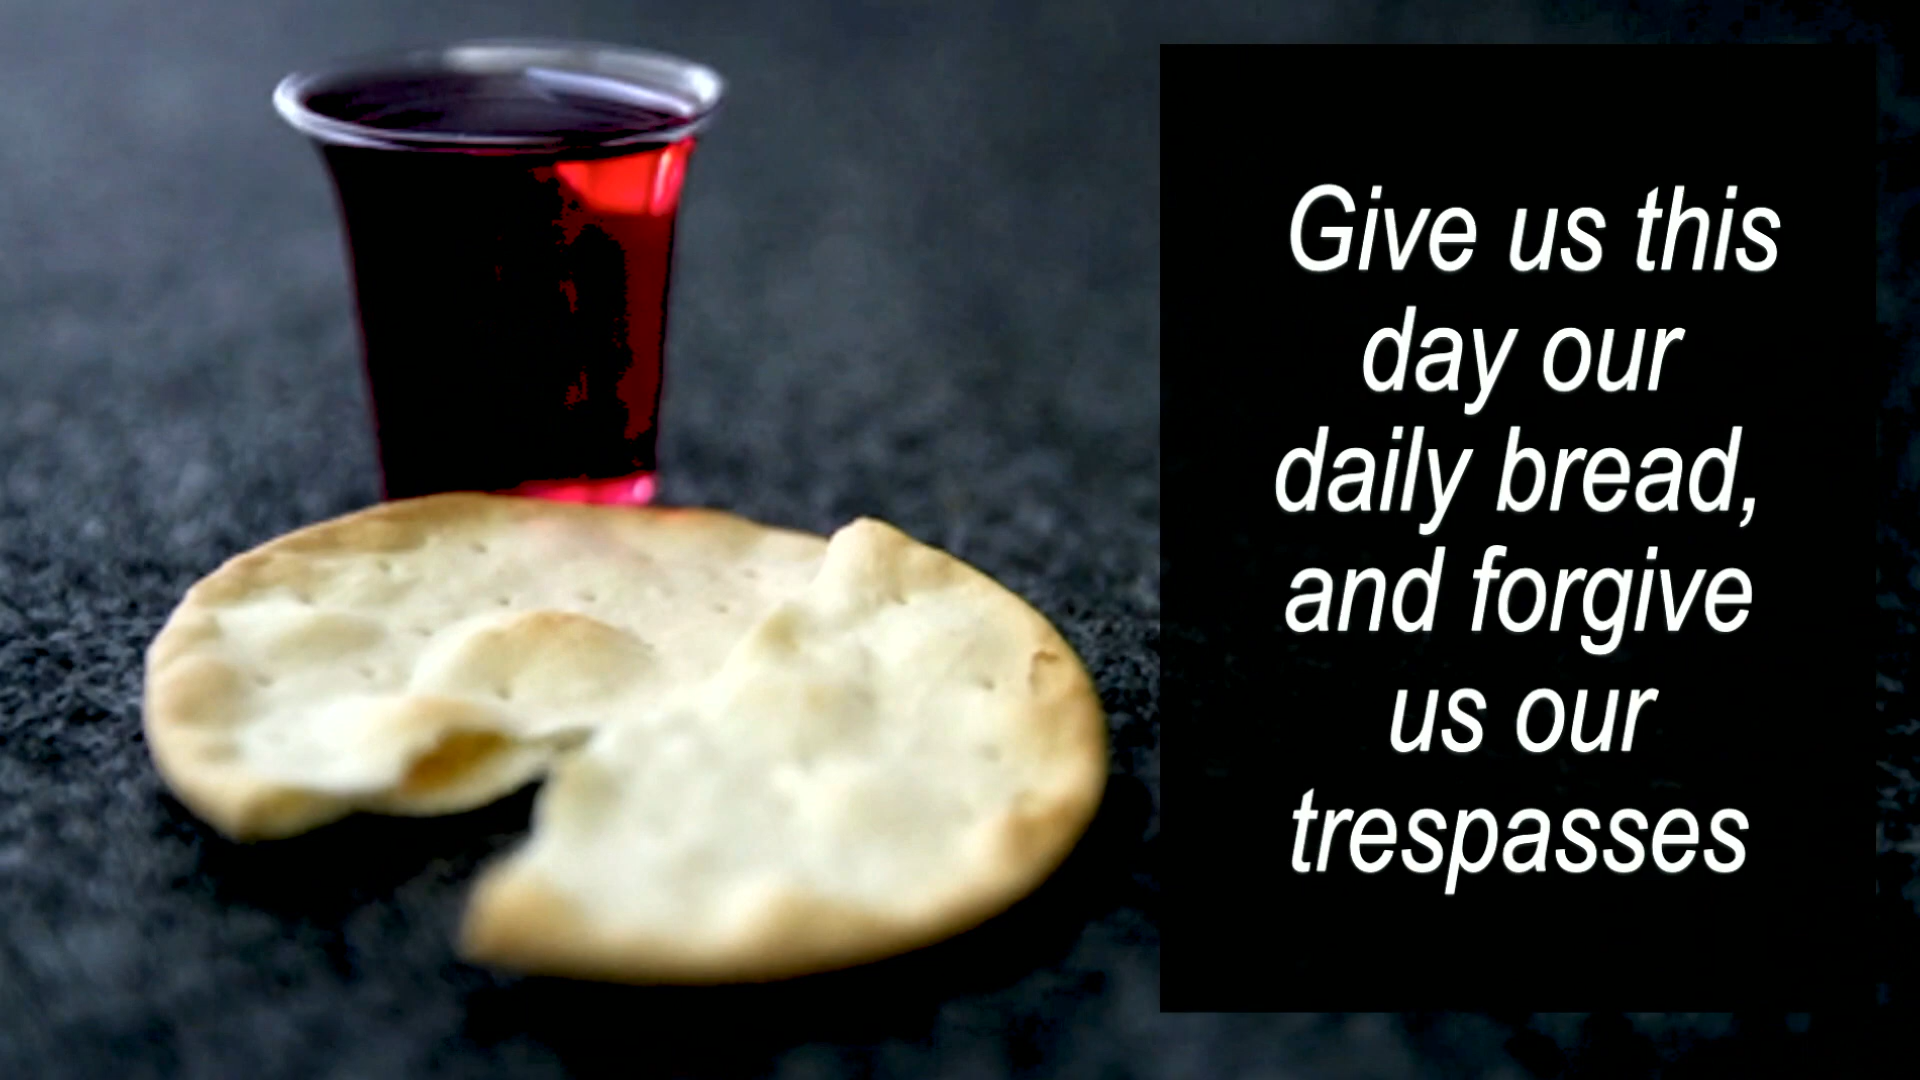 Give us this
day our
daily bread,
and forgive
us our
trespasses